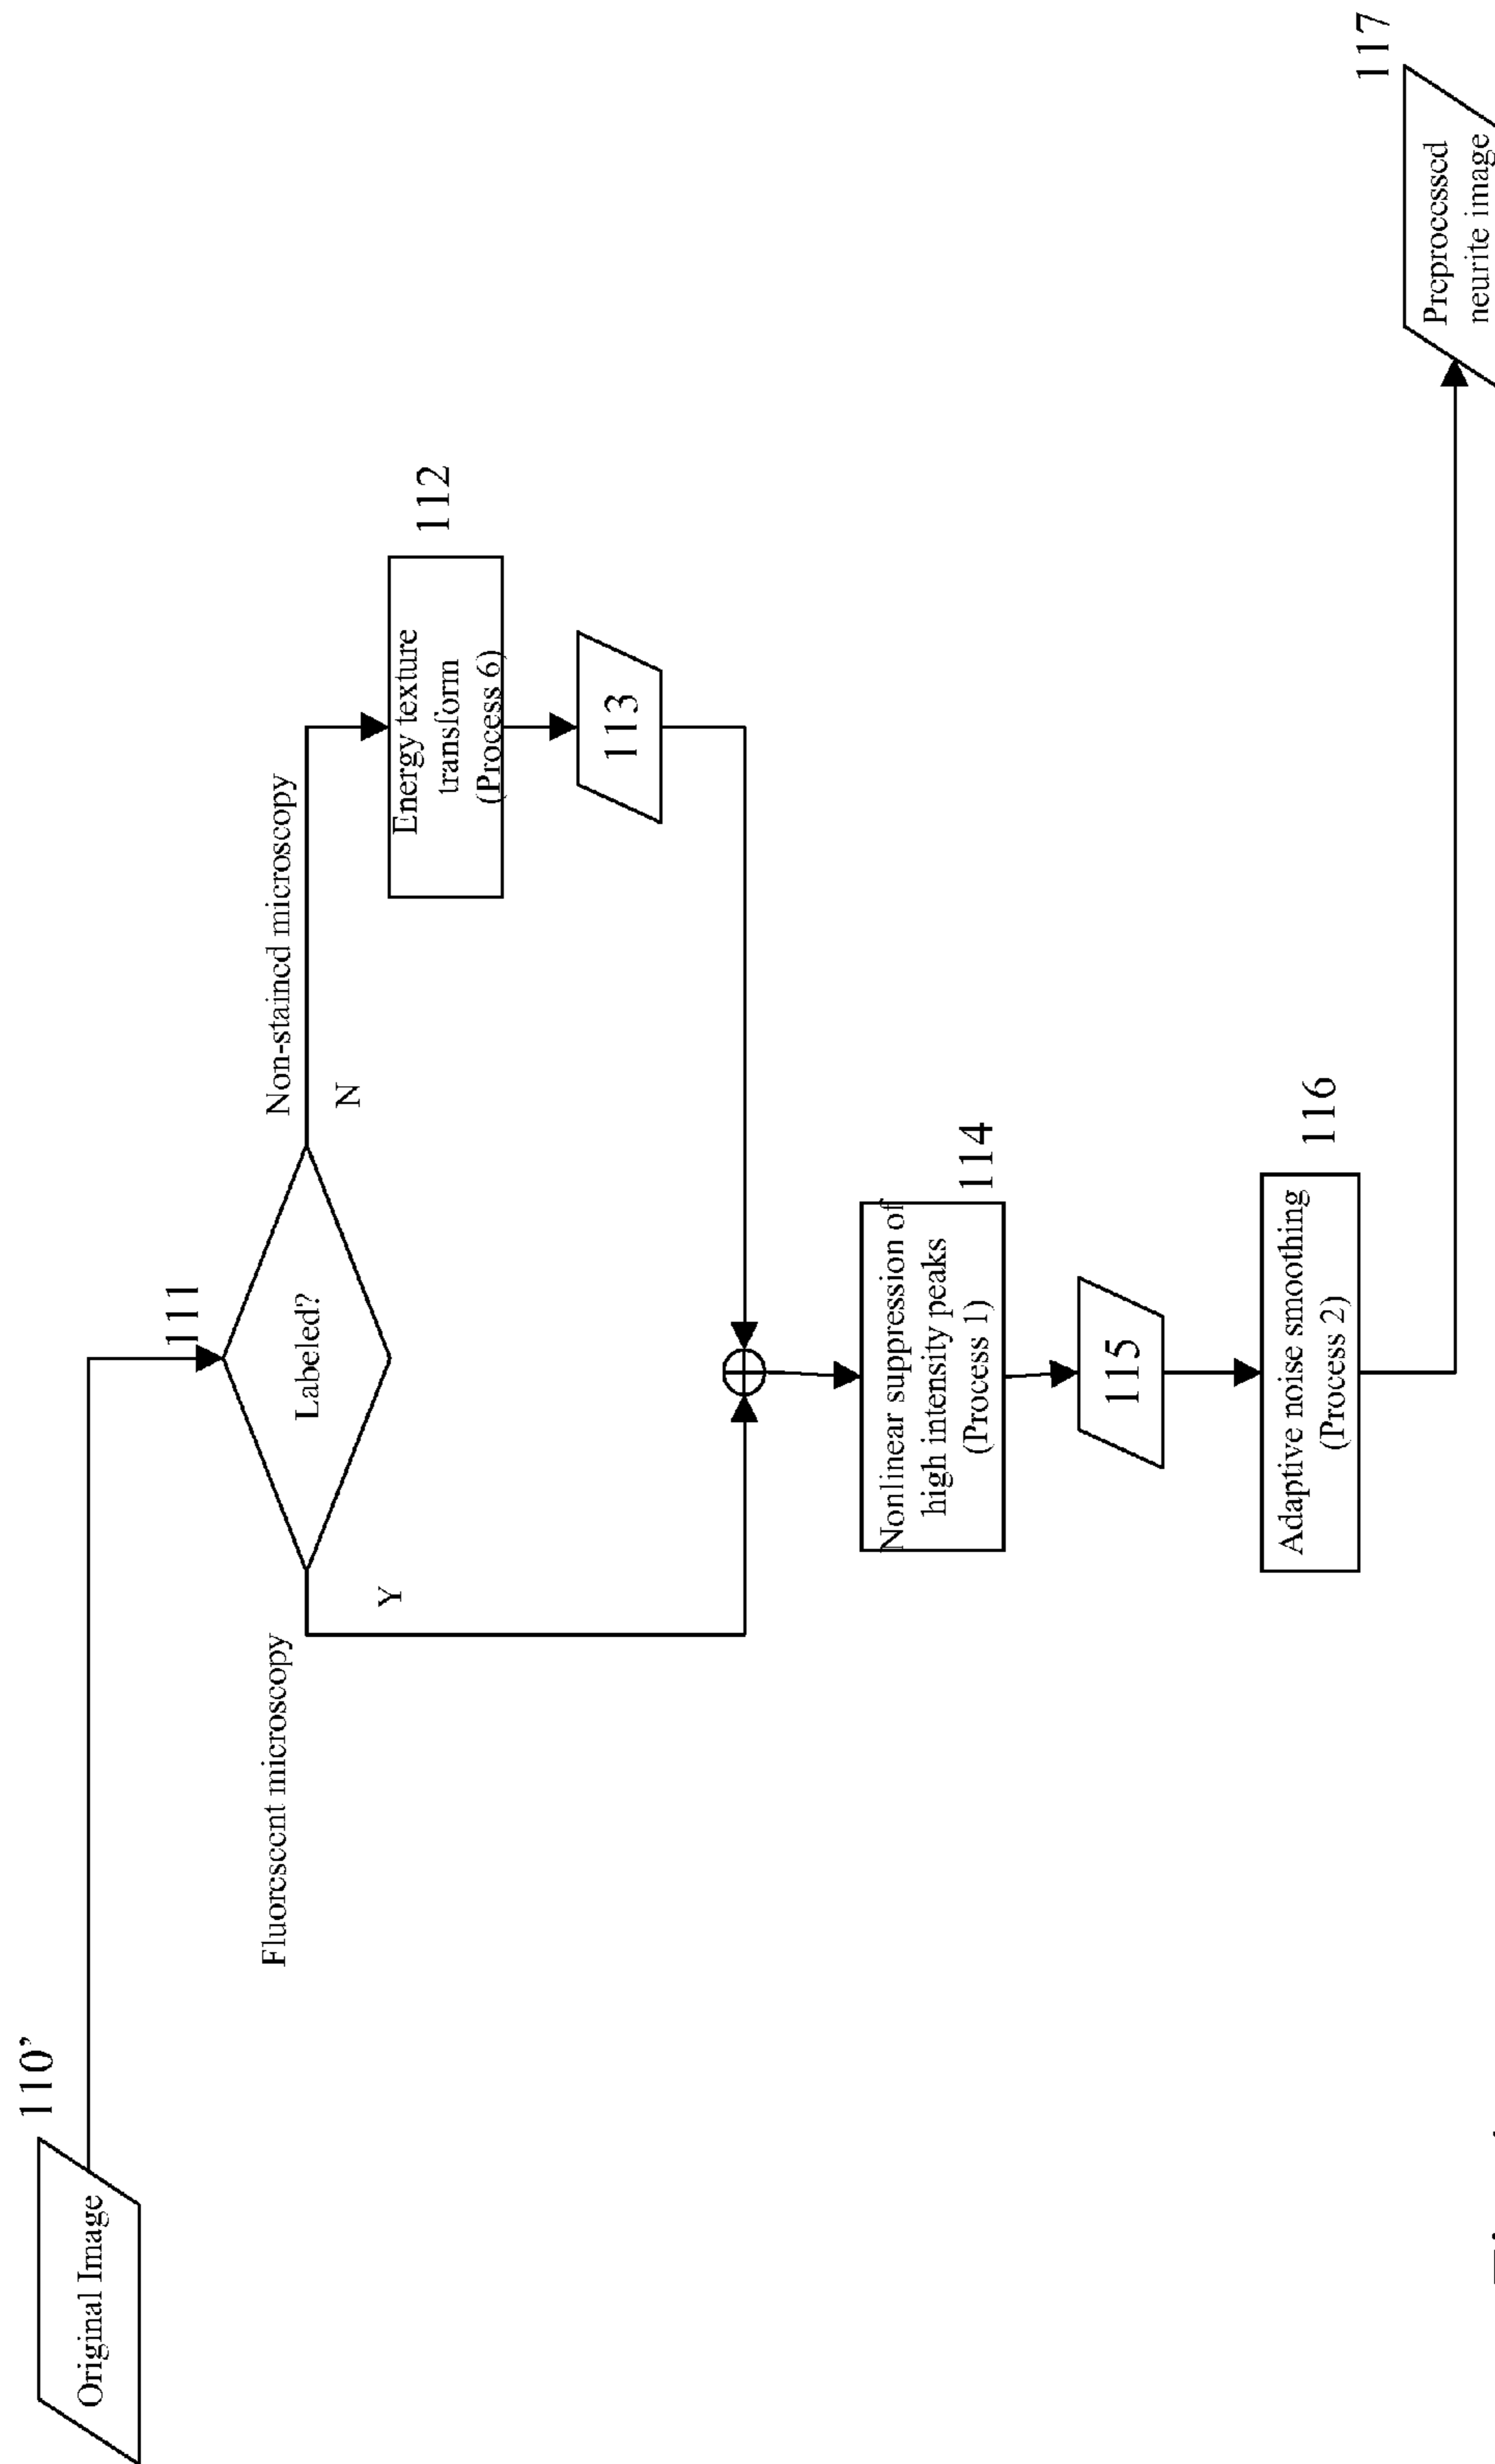 110’
Original Image
111
Labeled?
Fluorescent microscopy
Y
Non-stained microscopy
N
112
Energy texture
transform
(Process 6)
113
114
Nonlinear suppression of
high intensity peaks
(Process 1)
115
116
Adaptive noise smoothing
(Process 2)
117
Preprocessed
neurite image